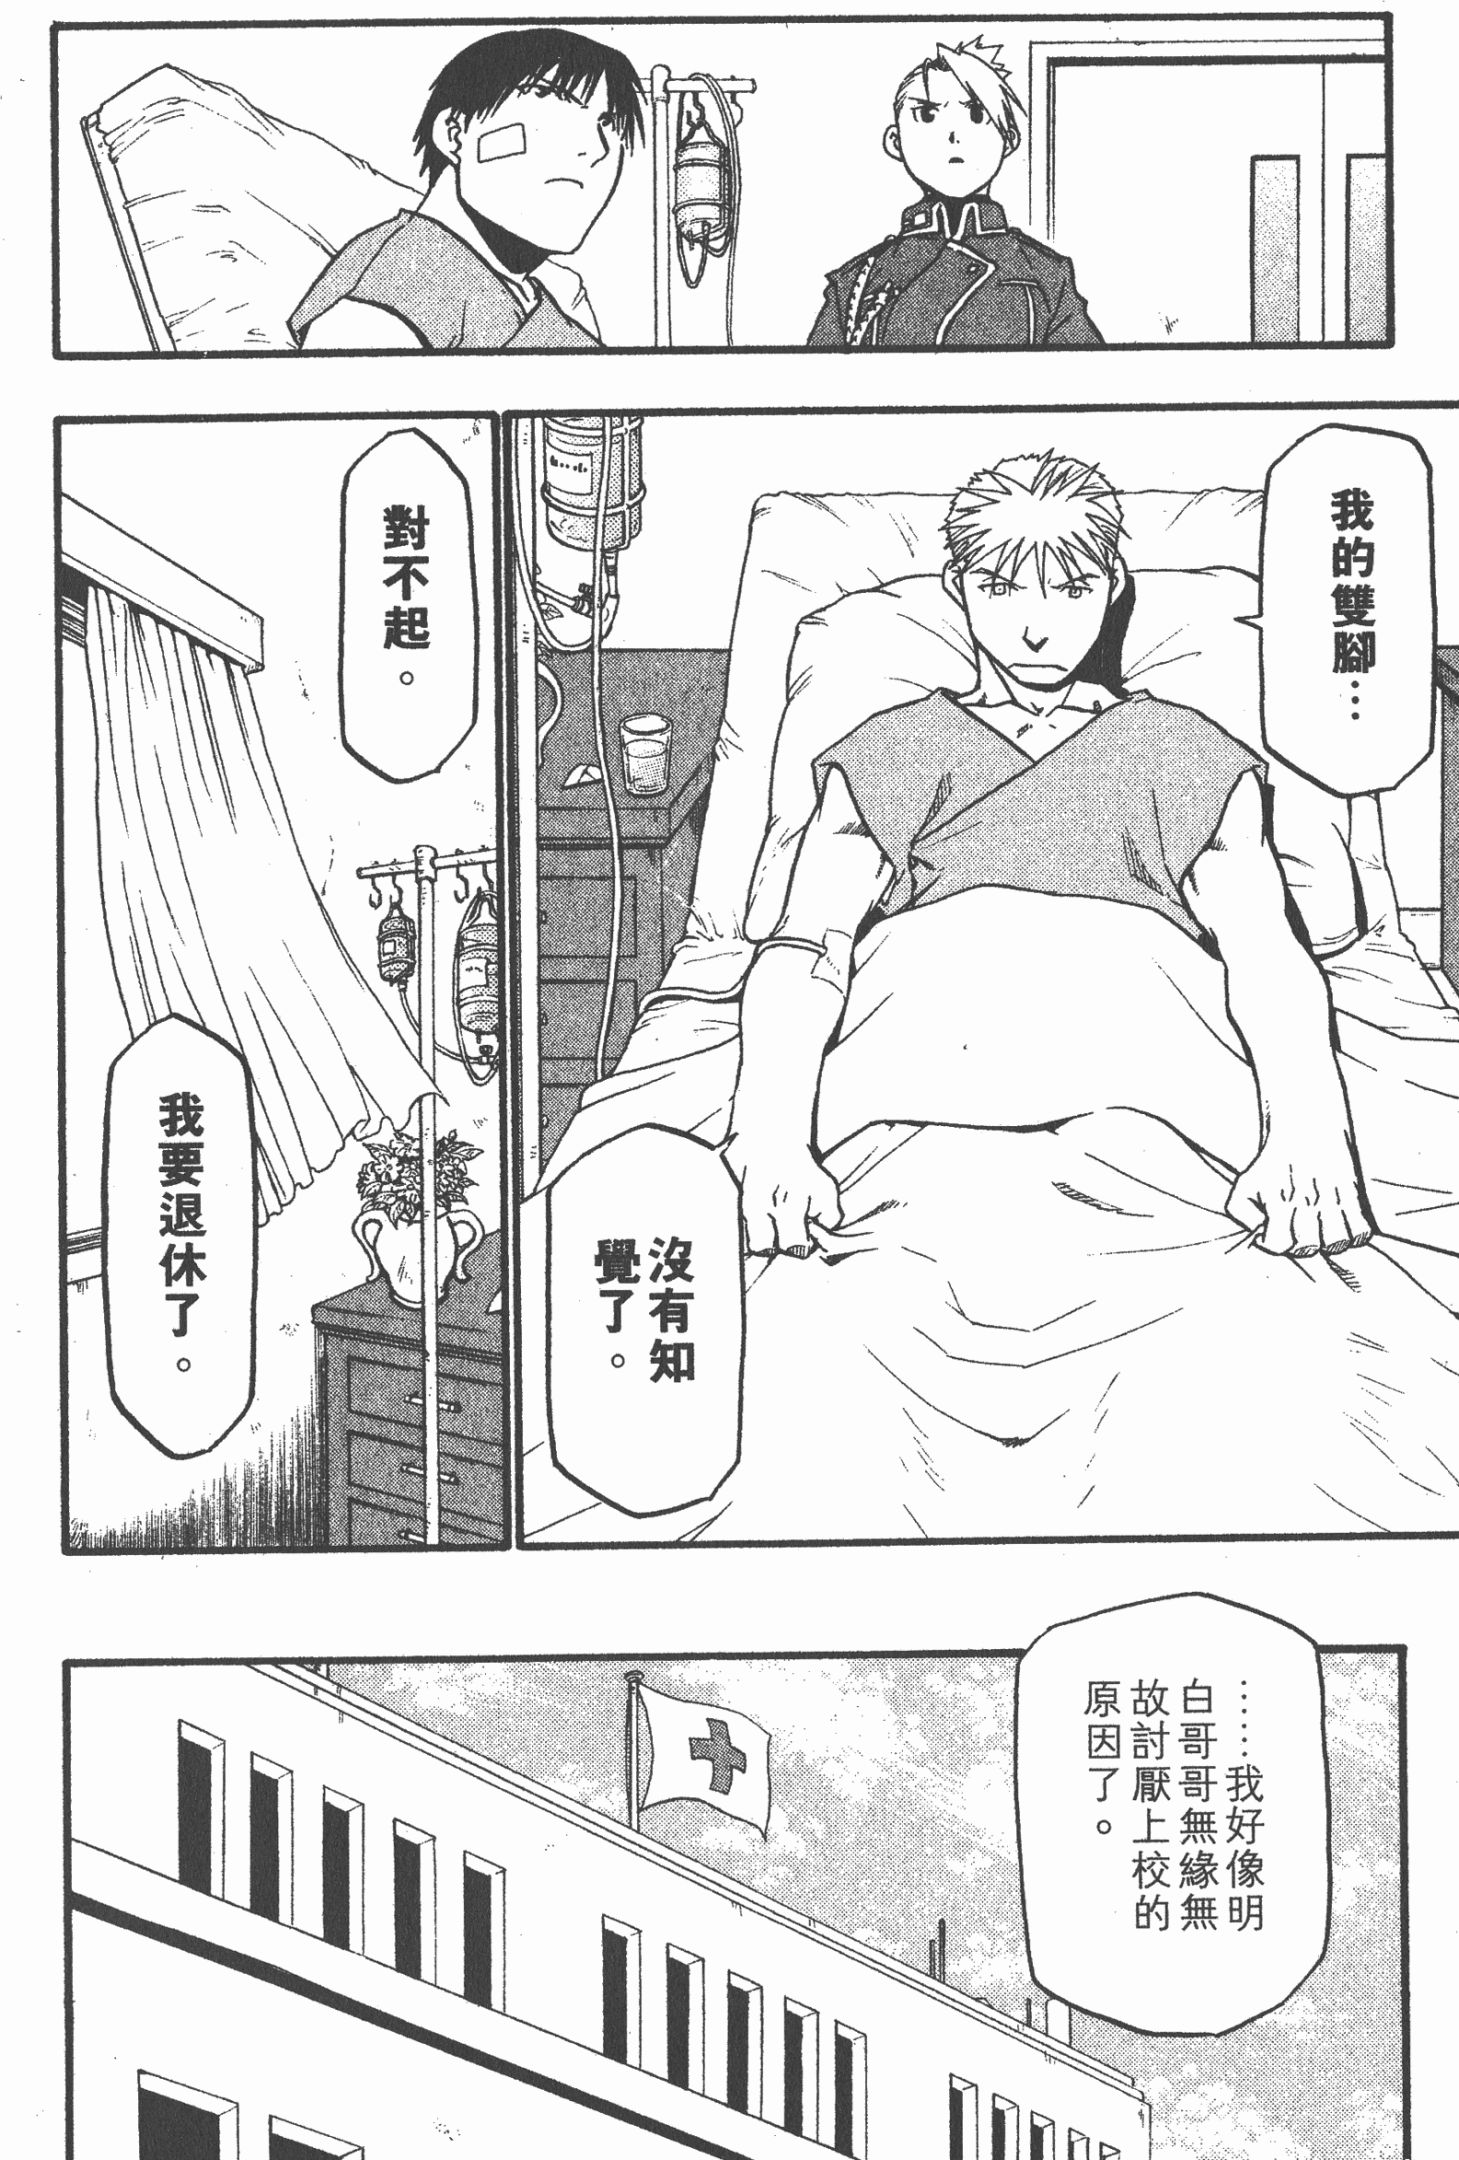 我的雙腳…
沒有知
覺了。
對不起。
我要退休了。
……我好像明
白哥哥無緣無
故討厭上校的
原因了。